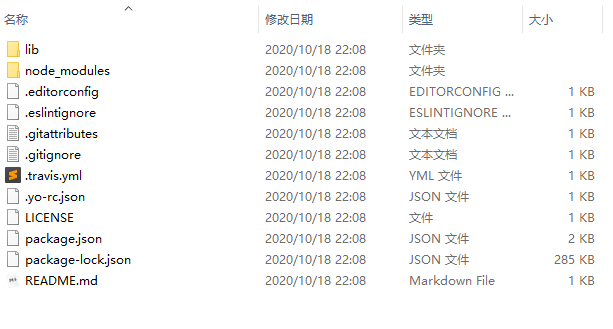 名称 修改日期 类型 大小
lib 2020/10/18 22:08 文件夹
node_modules 2020/10/18 22:08 文件夹
.editorconfig 2020/10/18 22:08 EDITORCONFIG ... 1 KB
.eslintignore 2020/10/18 22:08 ESLINTIGNORE ... 1 KB
.gitattributes 2020/10/18 22:08 文本文档 1 KB
.gitignore 2020/10/18 22:08 文本文档 1 KB
.travis.yml 2020/10/18 22:08 YML 文件 1 KB
.yo-rc.json 2020/10/18 22:08 JSON 文件 1 KB
LICENSE 2020/10/18 22:08 文件 1 KB
package.json 2020/10/18 22:08 JSON 文件 2 KB
package-lock.json 2020/10/18 22:08 JSON 文件 285 KB
README.md 2020/10/18 22:08 Markdown File 1 KB